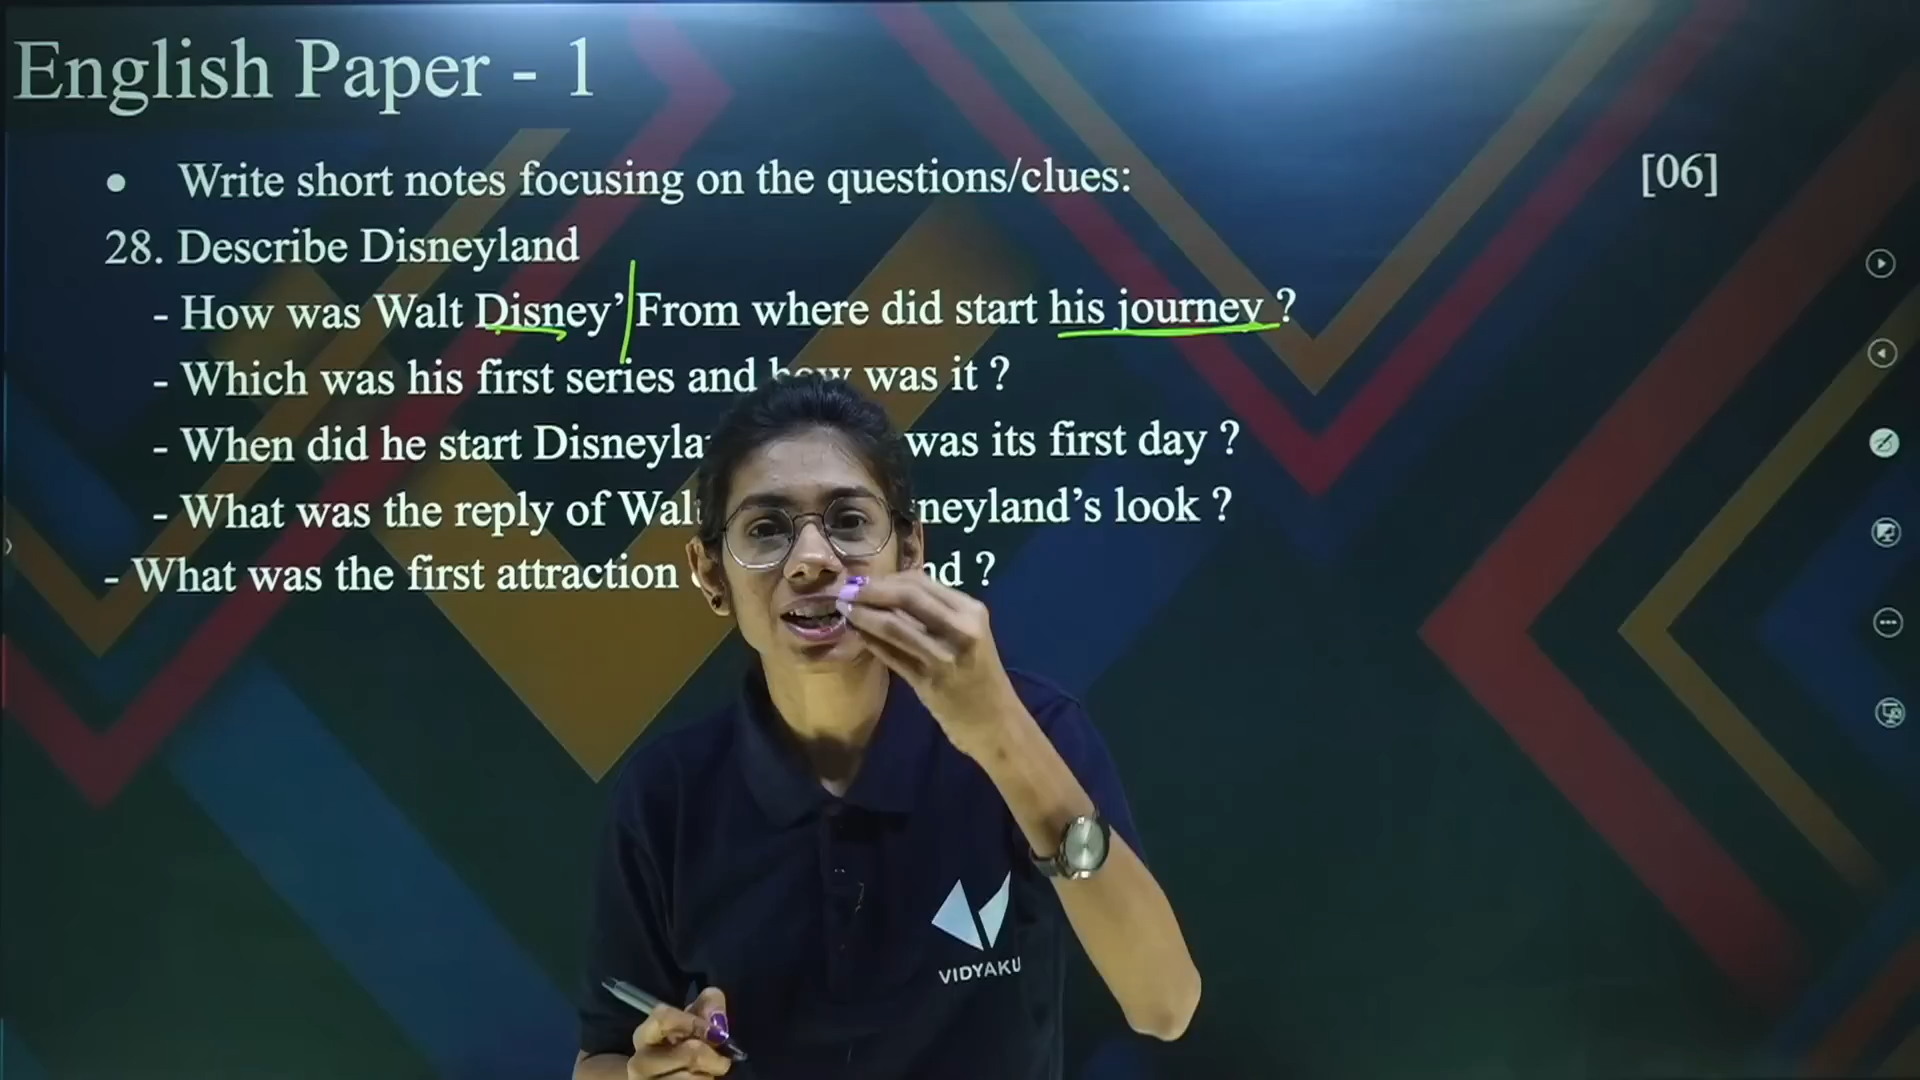 English Paper - 1
• Write short notes focusing on the questions/clues: [06]
28. Describe Disneyland
- How was Walt Disney’ From where did start his journey ?
- Which was his first series and how was it ?
- When did he start Disneyla was its first day ?
- What was the reply of Walt neyland’s look ?
- What was the first attraction nd ?
VIDYAKU